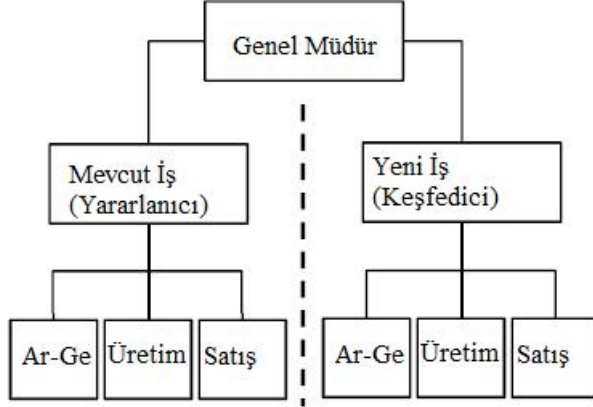 Genel Müdür
Mevcut İş
(Yararlanıcı)
Yeni İş
(Keşfedici)
Ar-Ge
Üretim
Satış
Ar-Ge
Üretim
Satış